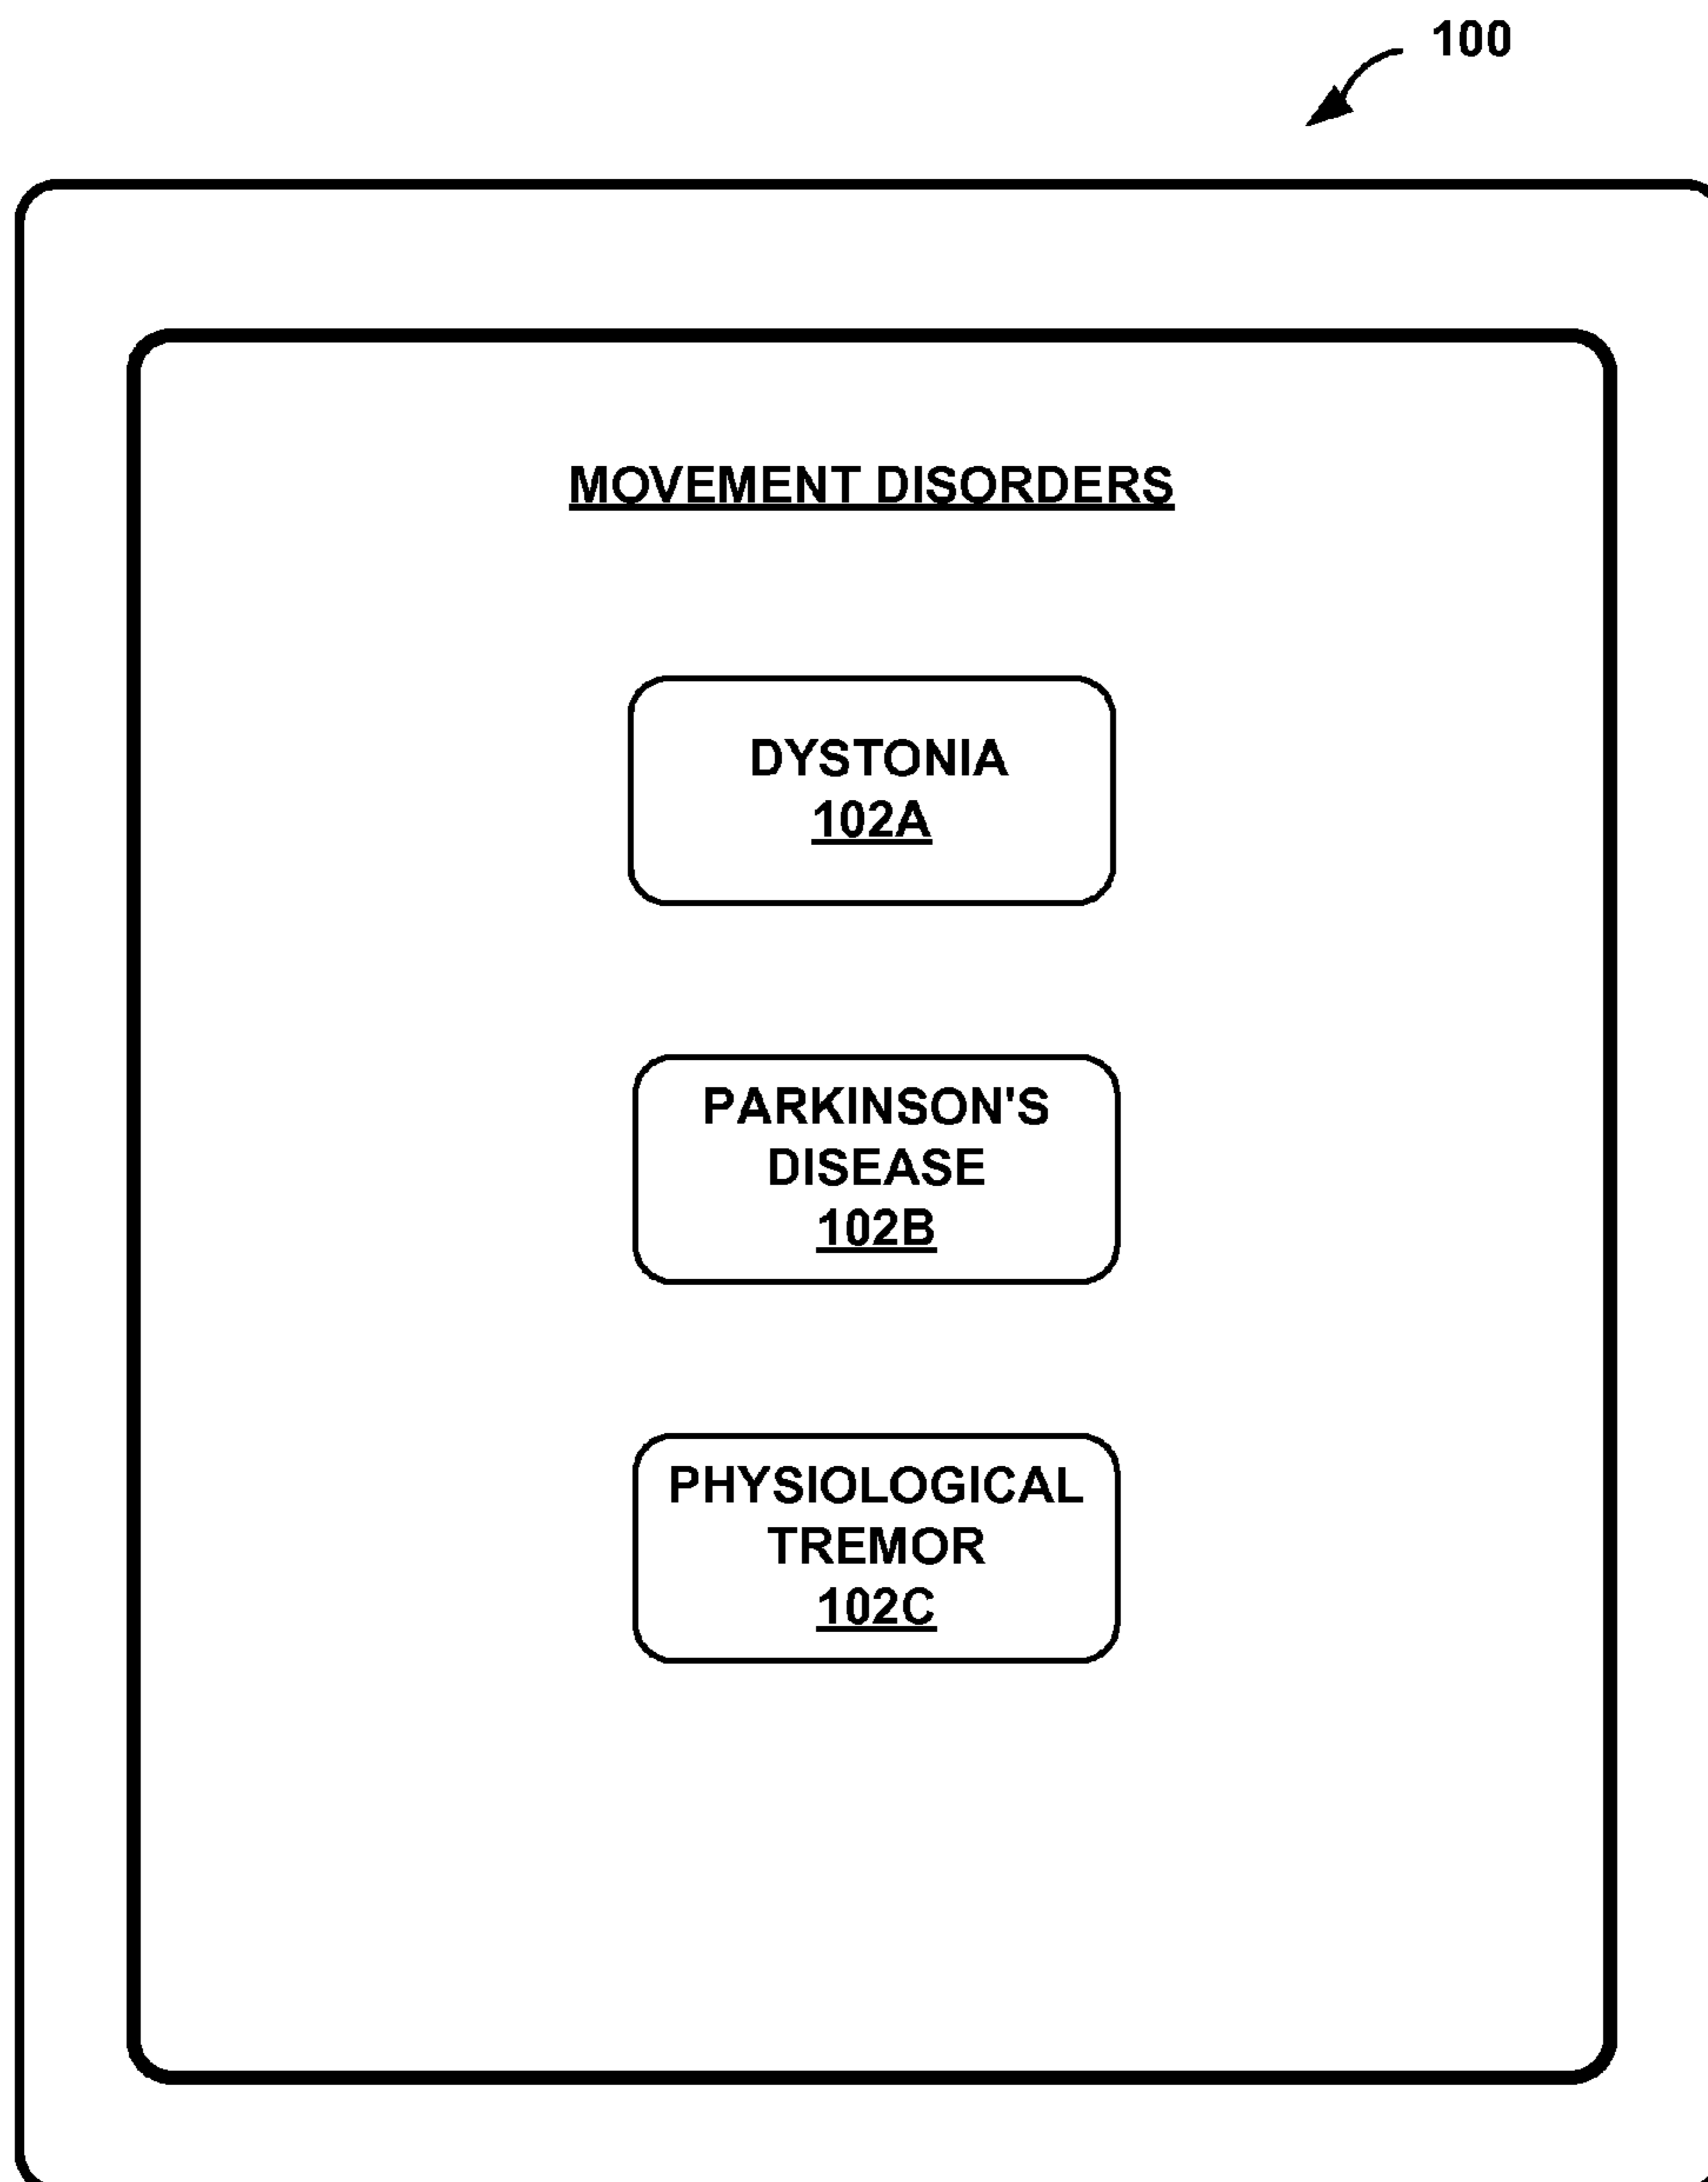 100
MOVEMENT DISORDERS
DYSTONIA
102A
PARKINSON'S
DISEASE
102B
PHYSIOLOGICAL
TREMOR
102C